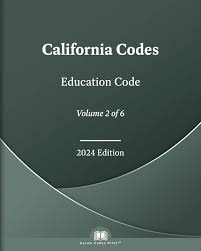 California Codes
Education Code
Volume 2 of 6
2024 Edition